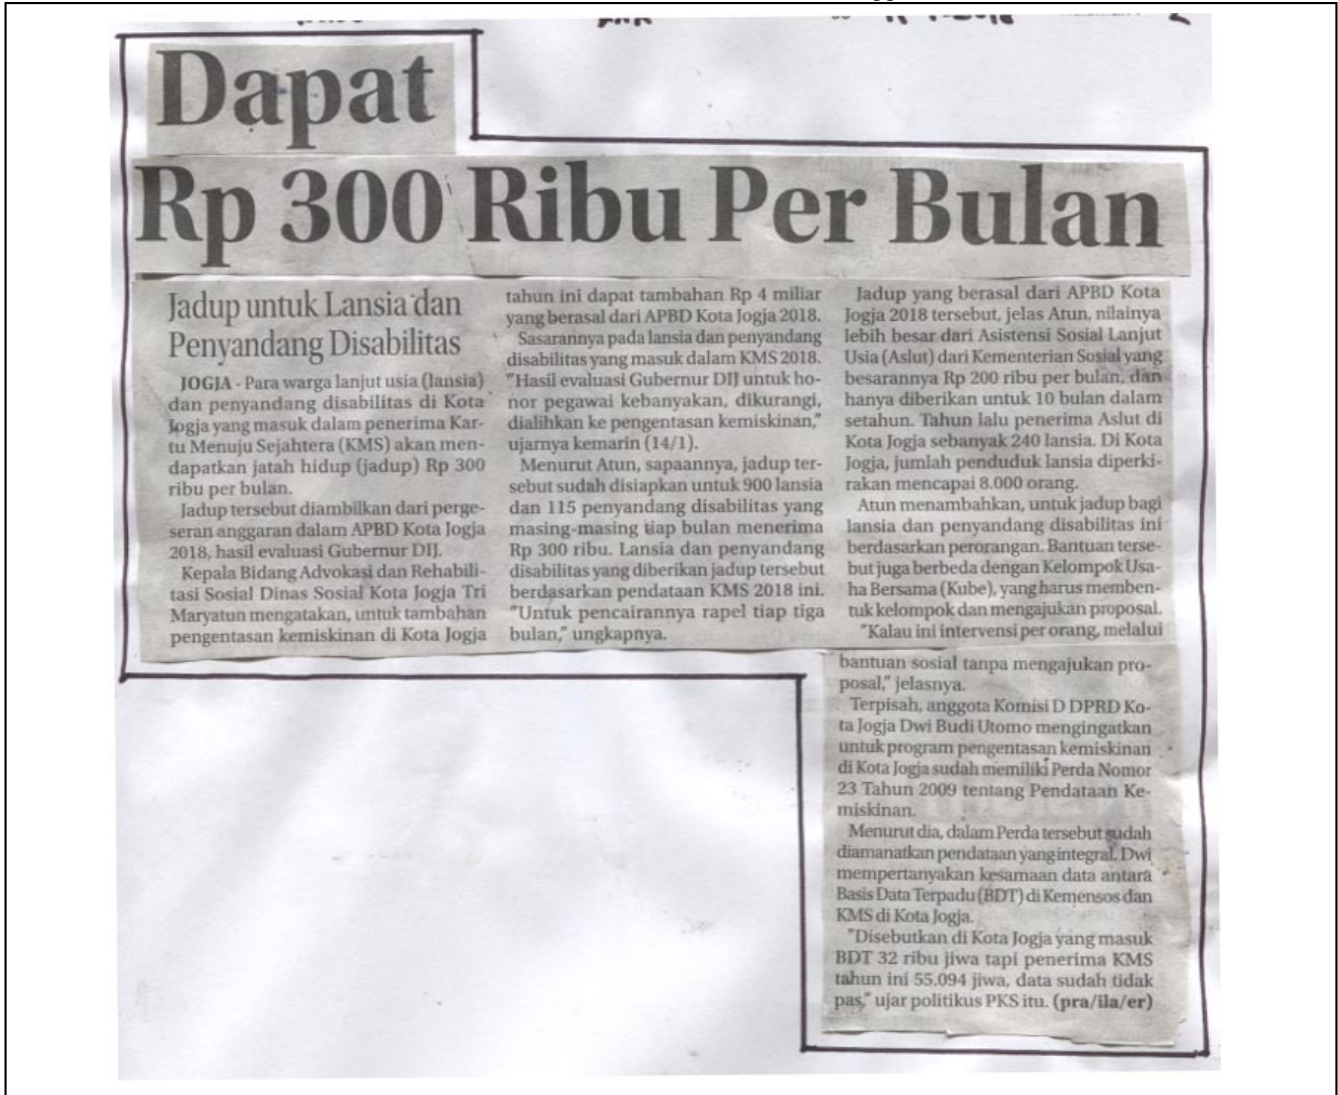 Dapat
Rp 300 Ribu Per Bulan
Jadup untuk Lansia dan
Penyandang Disabilitas
JOGJA - Para warga lanjut usia (lansia)
dan penyandang disabilitas di Kota
Jogja yang masuk dalam penerima Kar-
tu Menuju Sejahtera (KMS) akan men-
dapatkan jatah hidup (jadup) Rp 300
ribu per bulan.
Jadup tersebut diambilkan dari perge-
seran anggaran dalam APBD Kota Jogja
2018, hasil evaluasi Gubernur DIJ.
Kepala Bidang Advokasi dan Rehabili-
tasi Sosial Dinas Sosial Kota Jogja Tri
Maryatun mengatakan, untuk tambahan
pengentasan kemiskinan di Kota Jogja
tahun ini dapat tambahan Rp 4 miliar
yang berasal dari APBD Kota Jogja 2018.
Sasarannya pada lansia dan penyandang
disabilitas yang masuk dalam KMS 2018.
"Hasil evaluasi Gubernur DIJ untuk ho-
nor pegawai kebanyakan, dikurangi,
dialihkan ke pengentasan kemiskinan,"
ujarnya kemarin (14/1).
Menurut Atun, sapaannya, jadup ter-
sebut sudah disiapkan untuk 900 lansia
dan 115 penyandang disabilitas yang
masing-masing tiap bulan menerima
Rp 300 ribu. Lansia dan penyandang
disabilitas yang diberikan jadup tersebut
berdasarkan pendataan KMS 2018 ini.
"Untuk pencairannya rapel tiap tiga
bulan," ungkapnya.
Jadup yang berasal dari APBD Kota
Jogja 2018 tersebut, jelas Atun, nilainya
lebih besar dari Asistensi Sosial Lanjut
Usia (Aslut) dari Kementerian Sosial yang
besarannya Rp 200 ribu per bulan, dan
hanya diberikan untuk 10 bulan dalam
setahun. Tahun lalu penerima Aslut di
Kota Jogja sebanyak 240 lansia. Di Kota
Jogja, jumlah penduduk lansia diperki-
rakan mencapai 8.000 orang.
Atun menambahkan, untuk jadup bagi
lansia dan penyandang disabilitas ini
berdasarkan perorangan. Bantuan terse-
but juga berbeda dengan Kelompok Usa-
ha Bersama (Kube), yang harus memben-
tuk kelompok dan mengajukan proposal.
"Kalau ini intervensi per orang, melalui
bantuan sosial tanpa mengajukan pro-
posal," jelasnya.
Terpisah, anggota Komisi D DPRD Ko-
ta Jogja Dwi Budi Utomo mengingatkan
untuk program pengentasan kemiskinan
di Kota Jogja sudah memiliki Perda Nomor
23 Tahun 2009 tentang Pendataan Ke-
miskinan.
Menurut dia, dalam Perda tersebut sudah
diamanatkan pendataan yang integral. Dwi
mempertanyakan kesamaan data antara
Basis Data Terpadu (BDT) di Kemensos dan
KMS di Kota Jogja.
"Disebutkan di Kota Jogja yang masuk
BDT 32 ribu jiwa tapi penerima KMS
tahun ini 55.094 jiwa, data sudah tidak
pas," ujar politikus PKS itu. (pra/ila/er)